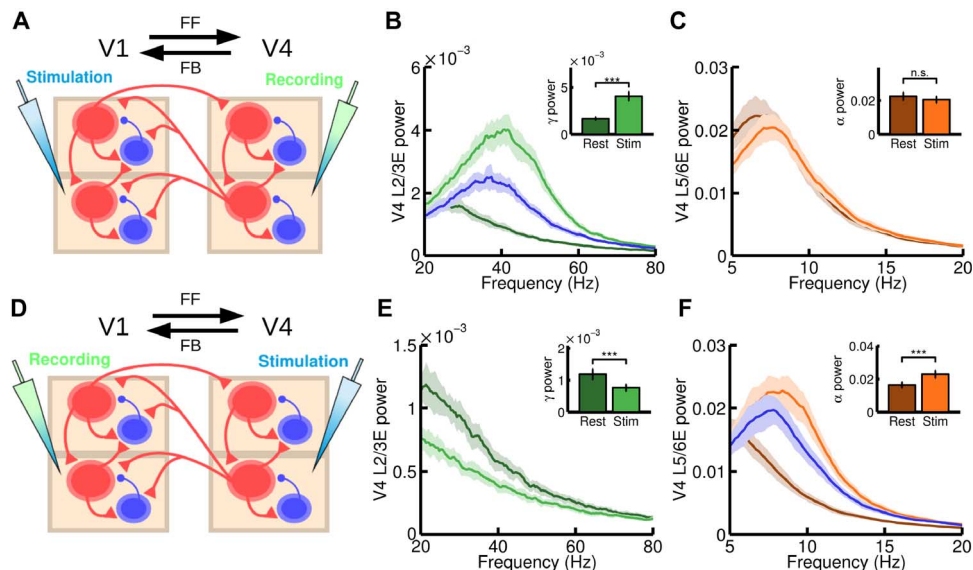 A
FF
V1 V4
FB
Stimulation
Recording
B
× 10⁻³
6
4
2
0
V4 L2/3E power
20 40 60 80
Frequency (Hz)
× 10⁻³
5
0
γ power
***
Rest Stim
C
0.03
0.02
0.01
0
V4 L5/6E power
5 10 15 20
Frequency (Hz)
0.02
0
α power
n.s.
Rest Stim
D
FF
V1 V4
FB
Recording
Stimulation
E
× 10⁻³
1.5
1.0
0.5
0
V4 L2/3E power
20 40 60 80
Frequency (Hz)
× 10⁻³
2
1
0
γ power
***
Rest Stim
F
0.03
0.02
0.01
0
V4 L5/6E power
5 10 15 20
Frequency (Hz)
0.04
0.02
0
α power
***
Rest Stim